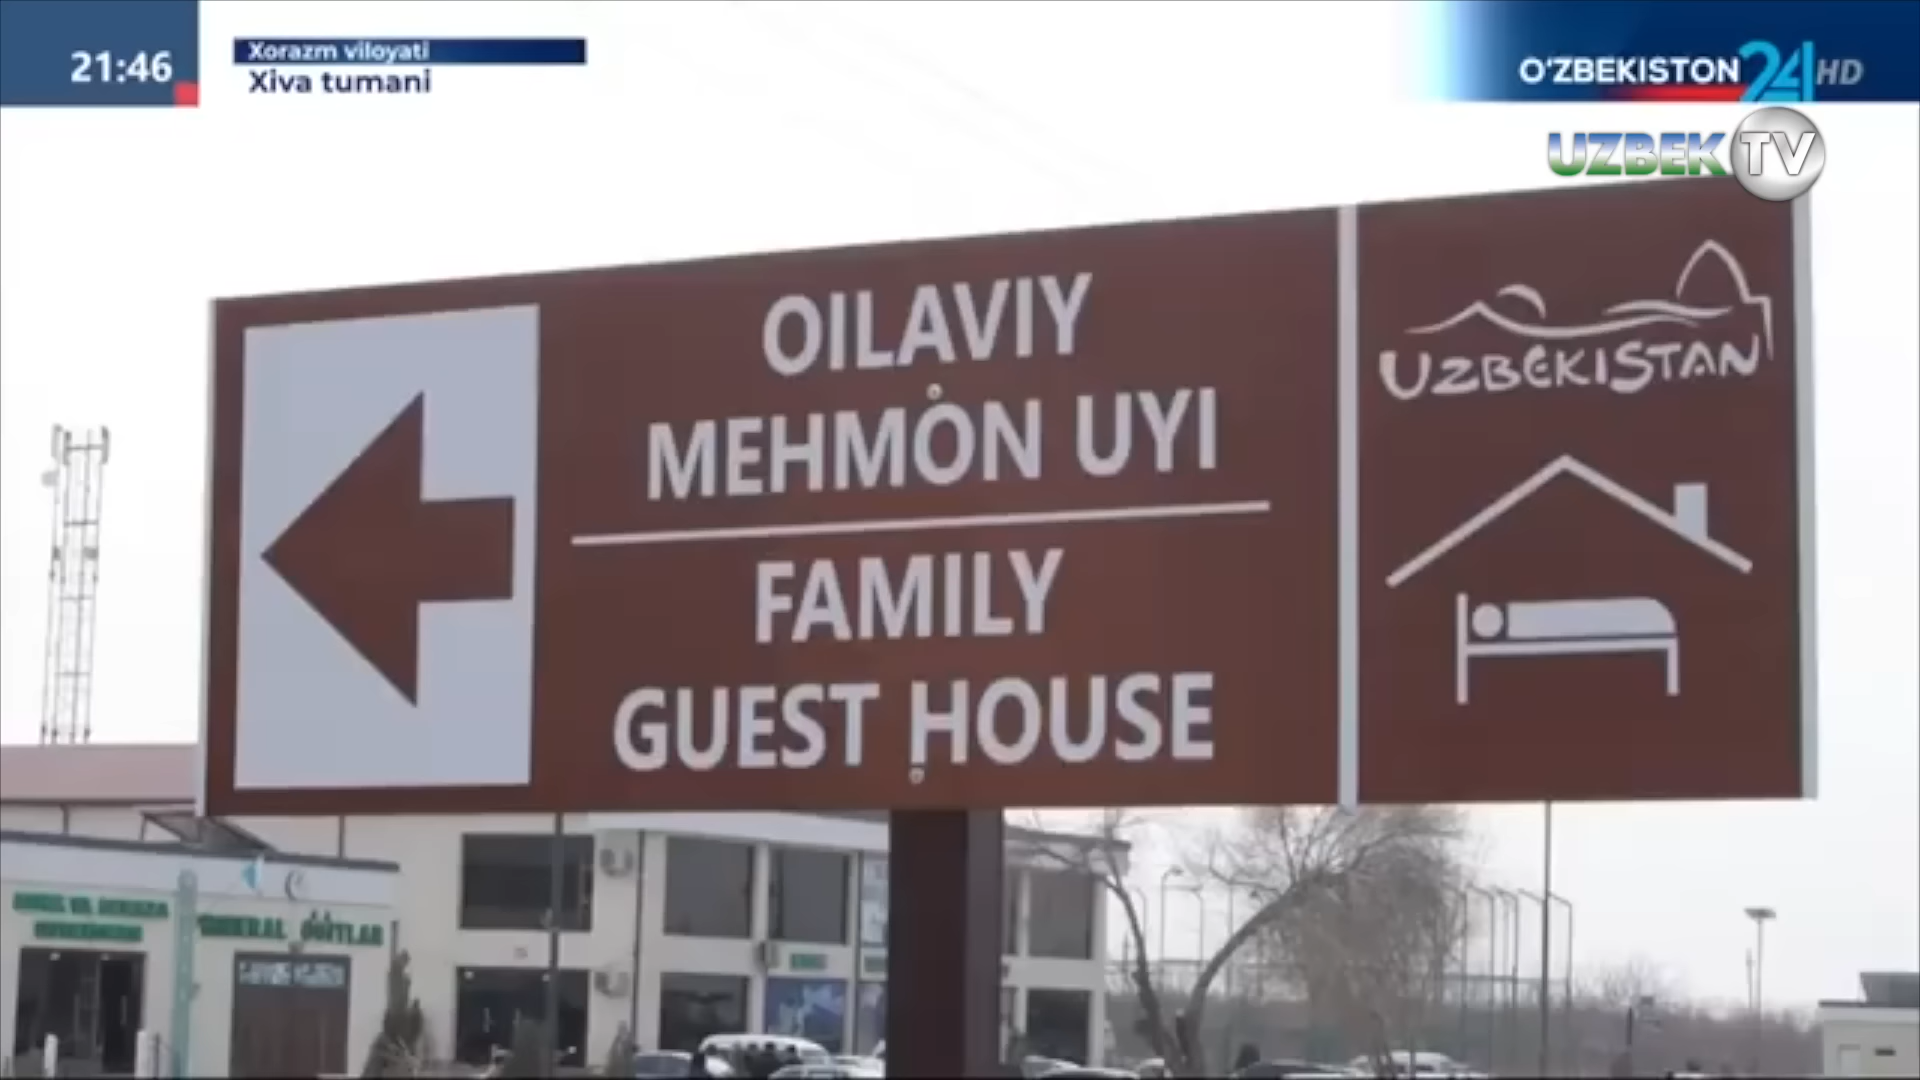 21:46
Xorazm viloyati
Xiva tumani
O'ZBEKISTON 24 HD
UZBEK TV
OILAVIY
MEHMON UYI
FAMILY
GUEST HOUSE
UZBEKISTAN